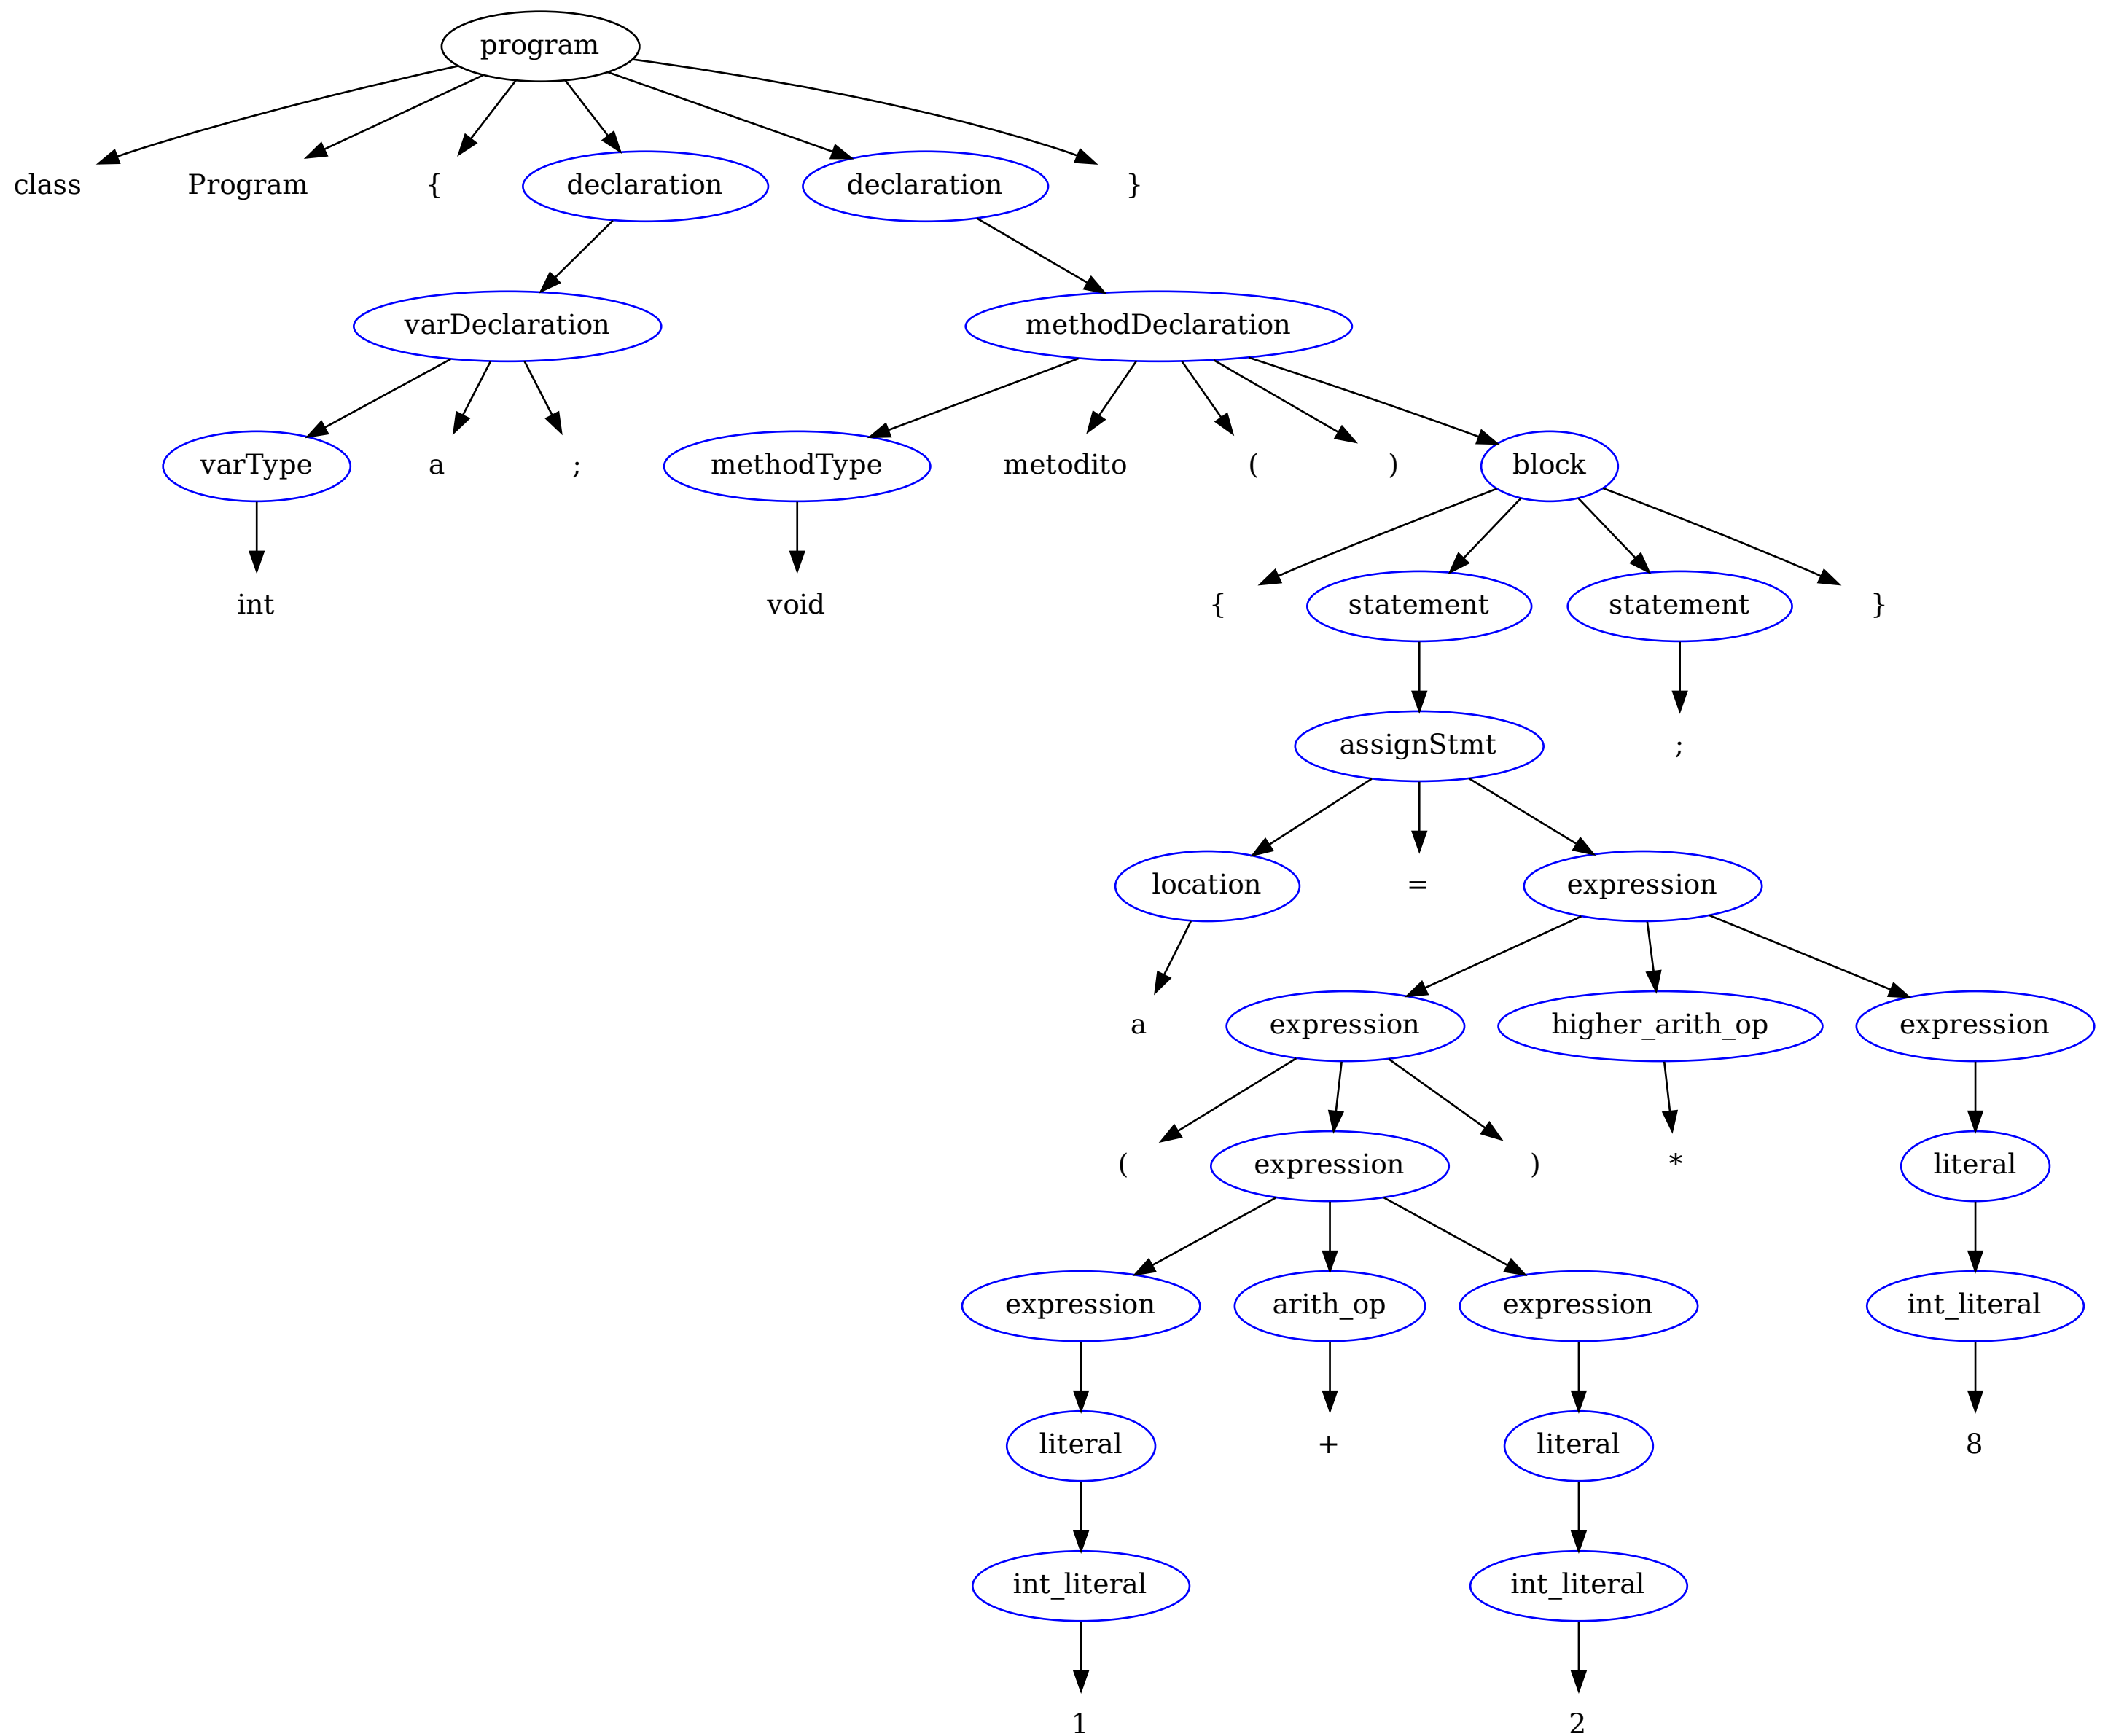 program
class Program { declaration declaration }
varDeclaration methodDeclaration
varType a ; methodType metodito ( ) block
int void { statement statement }
assignStmt ;
location = expression
a expression higher_arith_op expression
( expression ) * literal
expression arith_op expression int_literal
literal + literal 8
int_literal int_literal
1 2